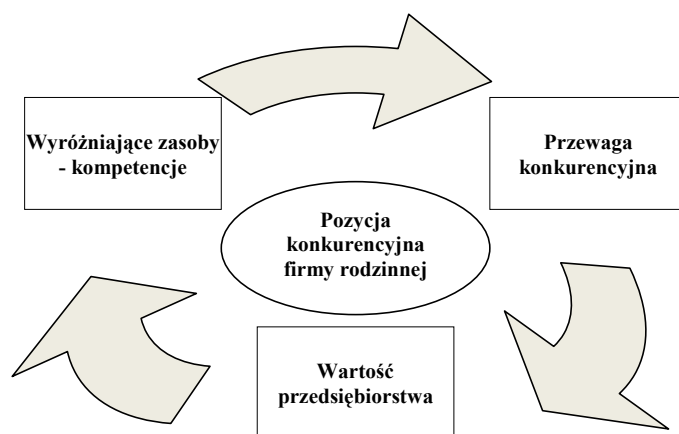 Wyróżniające zasoby
- kompetencje
Przewaga
konkurencyjna
Pozycja
konkurencyjna
firmy rodzinnej
Wartość
przedsiębiorstwa